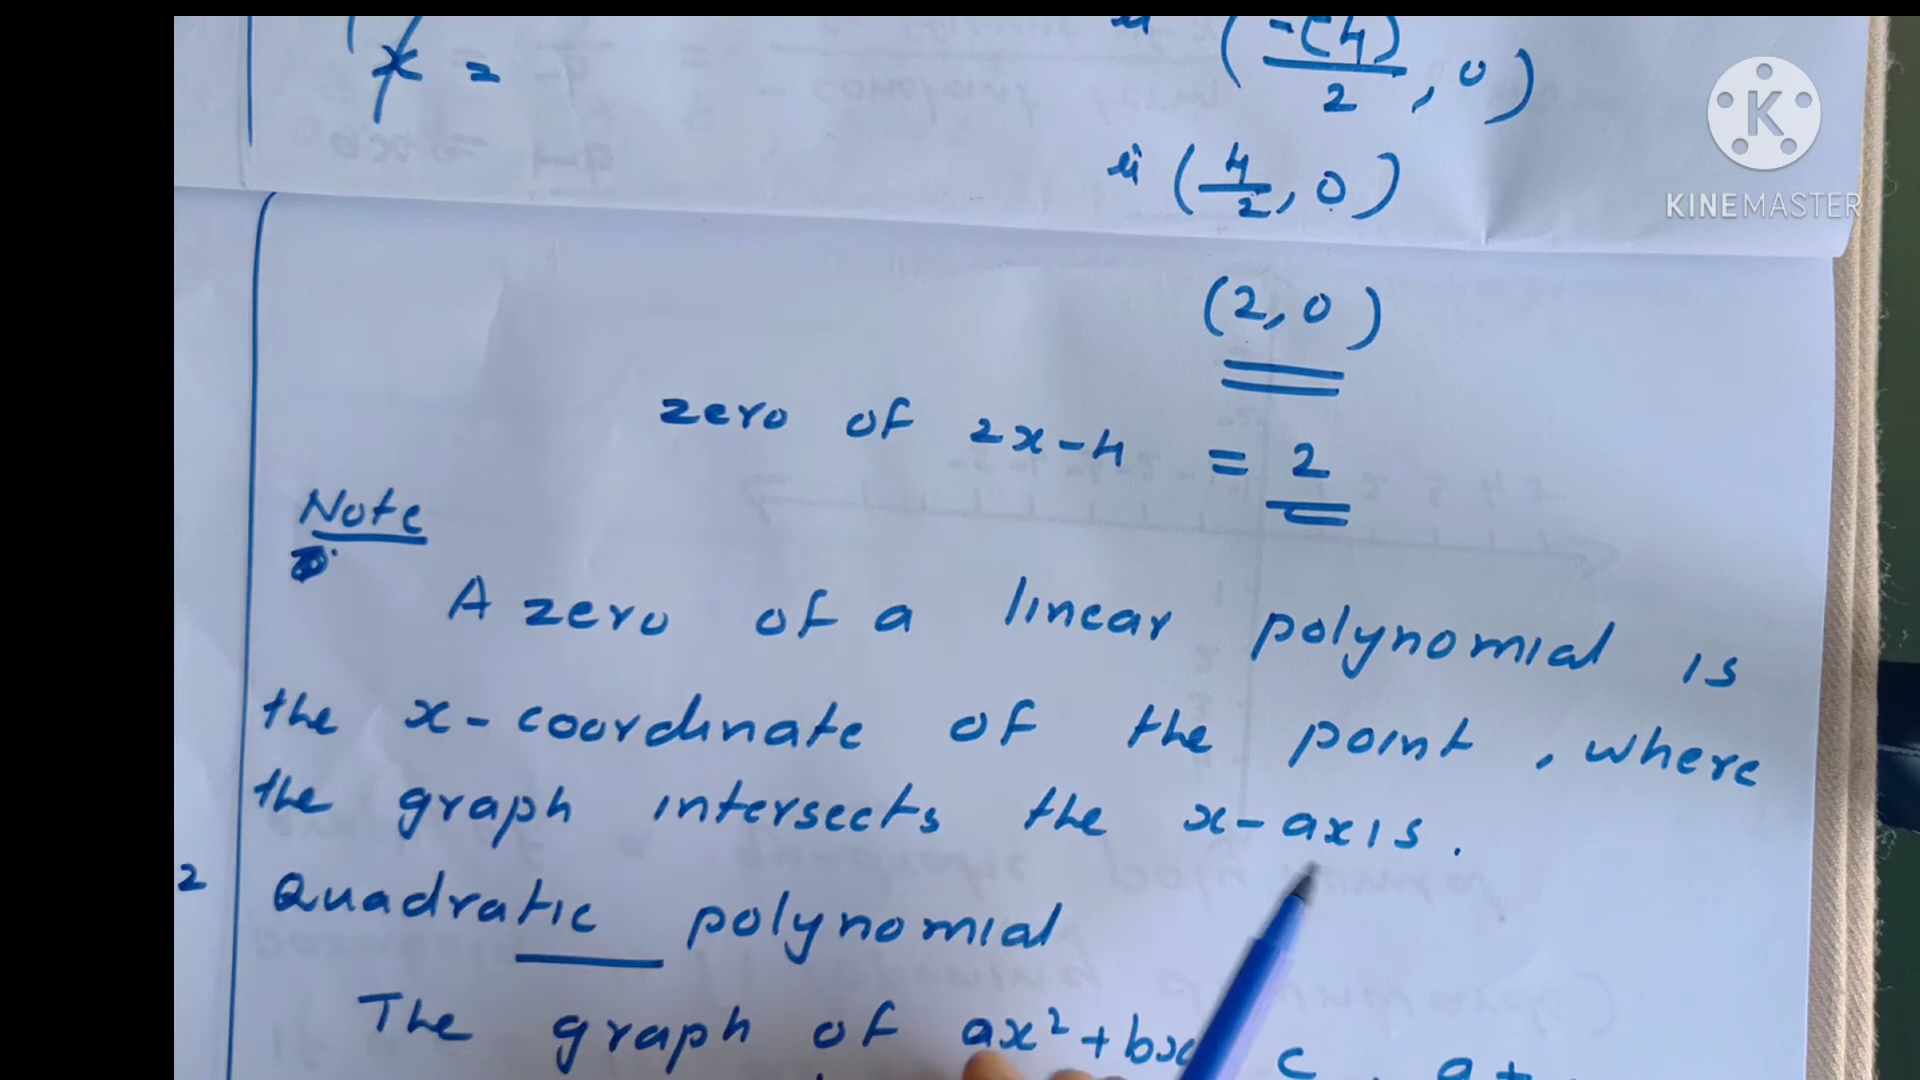 x =
(-(4)/2, 0)
(4/2, 0)
(2, 0)
zero of 2x-4 = 2
Note
A zero of a linear polynomial is
the x-coordinate of the point, where
the graph intersects the x-axis.
2 Quadratic polynomial
The graph of ax²+bx c
KINEMASTER